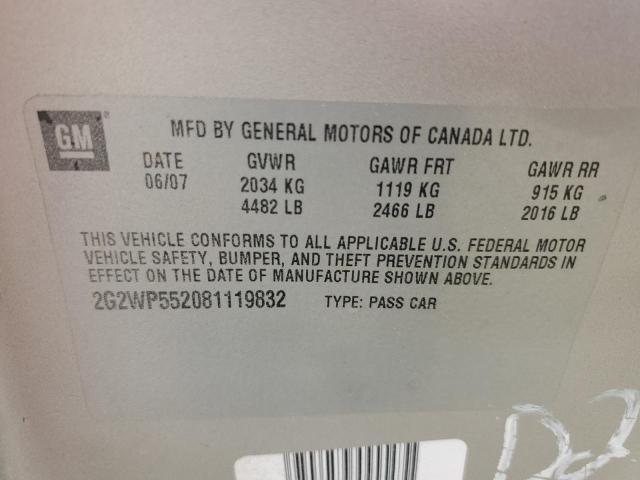 GM
MFD BY GENERAL MOTORS OF CANADA LTD.
DATE GVWR GAWR FRT GAWR RR
06/07 2034 KG 1119 KG 915 KG
4482 LB 2466 LB 2016 LB
THIS VEHICLE CONFORMS TO ALL APPLICABLE U.S. FEDERAL MOTOR
VEHICLE SAFETY, BUMPER, AND THEFT PREVENTION STANDARDS IN
EFFECT ON THE DATE OF MANUFACTURE SHOWN ABOVE.
2G2WP552081119832 TYPE: PASS CAR